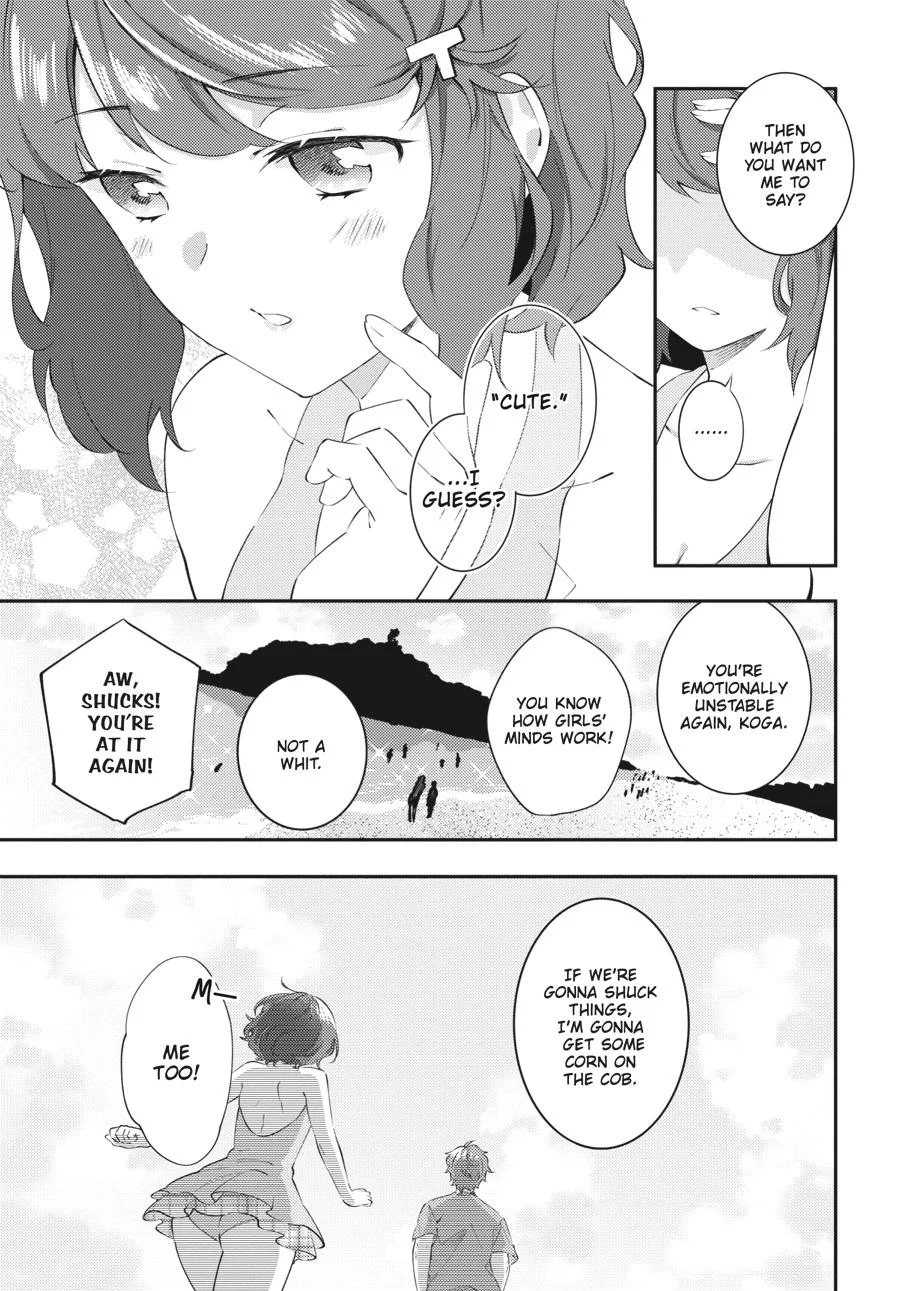 THEN
WHAT DO
YOU WANT
ME TO
SAY?
......
"CUTE."
...I
GUESS?
YOU'RE
EMOTIONALLY
UNSTABLE
AGAIN, KOGA.
YOU KNOW
HOW GIRLS'
MINDS WORK!
NOT A
WHIT.
AW,
SHUCKS!
YOU'RE
AT IT
AGAIN!
IF WE'RE
GONNA SHUCK
THINGS,
I'M GONNA
GET SOME
CORN ON
THE COB.
M—
ME
TOO!